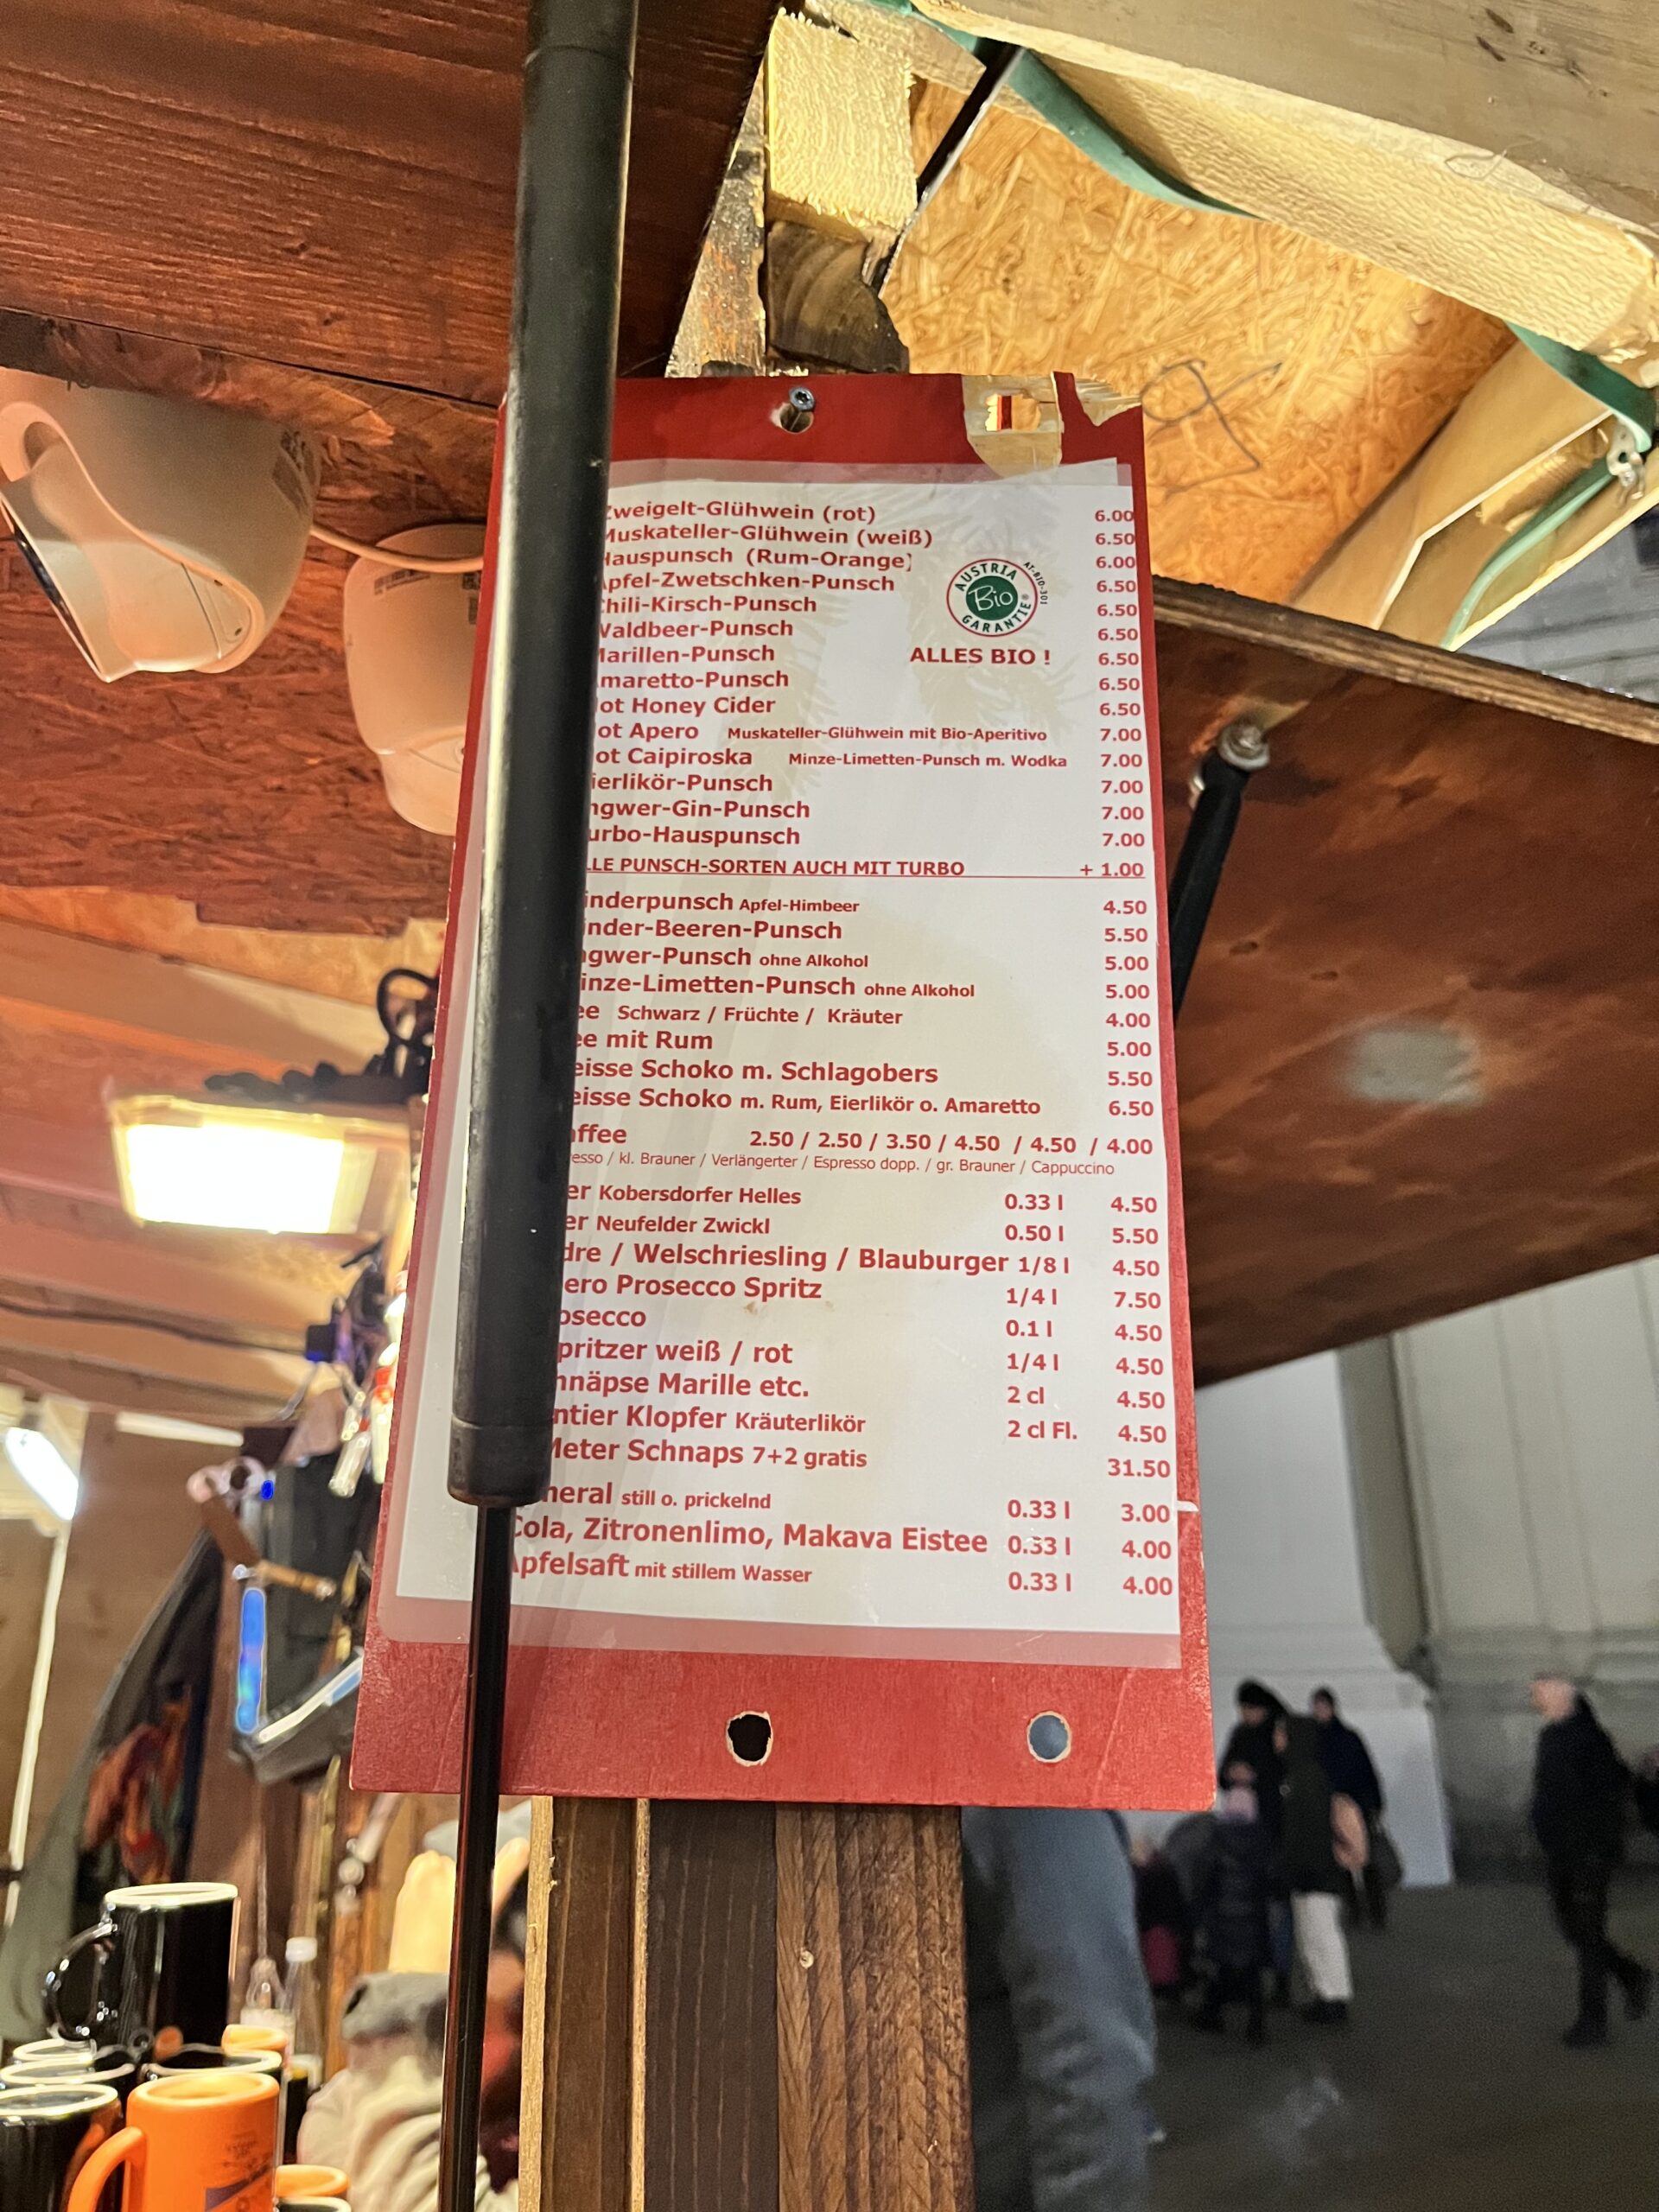 Zweigelt-Glühwein (rot) 6.00
Muskateller-Glühwein (weiß) 6.50
Hauspunsch (Rum-Orange) 6.00
Apfel-Zwetschken-Punsch 6.50
Chili-Kirsch-Punsch 6.50
Waldbeer-Punsch 6.50
Marillen-Punsch 6.50
Amaretto-Punsch 6.50
ot Honey Cider 6.50
ot Apero Muskateller-Glühwein mit Bio-Aperitivo 7.00
ot Caipiroska Minze-Limetten-Punsch m. Wodka 7.00
ierlikör-Punsch 7.00
ngwer-Gin-Punsch 7.00
urbo-Hauspunsch 7.00
LLE PUNSCH-SORTEN AUCH MIT TURBO + 1.00
AUSTRIA Bio GARANTIE
AT-BIO-301
ALLES BIO !
inderpunsch Apfel-Himbeer 4.50
inder-Beeren-Punsch 5.50
ngwer-Punsch ohne Alkohol 5.00
inze-Limetten-Punsch ohne Alkohol 5.00
ee Schwarz / Früchte / Kräuter 4.00
ee mit Rum 5.00
eisse Schoko m. Schlagobers 5.50
eisse Schoko m. Rum, Eierlikör o. Amaretto 6.50
affee 2.50 / 2.50 / 3.50 / 4.50 / 4.50 / 4.00
resso / kl. Brauner / Verlängerter / Espresso dopp. / gr. Brauner / Cappuccino
er Kobersdorfer Helles 0.33 l 4.50
er Neufelder Zwickl 0.50 l 5.50
dre / Welschriesling / Blauburger 1/8 l 4.50
ero Prosecco Spritz 1/4 l 7.50
osecco 0.1 l 4.50
pritzer weiß / rot 1/4 l 4.50
hnäpse Marille etc. 2 cl 4.50
ntier Klopfer Kräuterlikör 2 cl Fl. 4.50
Meter Schnaps 7+2 gratis 31.50
neral still o. prickelnd 0.33 l 3.00
Cola, Zitronenlimo, Makava Eistee 0.33 l 4.00
Apfelsaft mit stillem Wasser 0.33 l 4.00